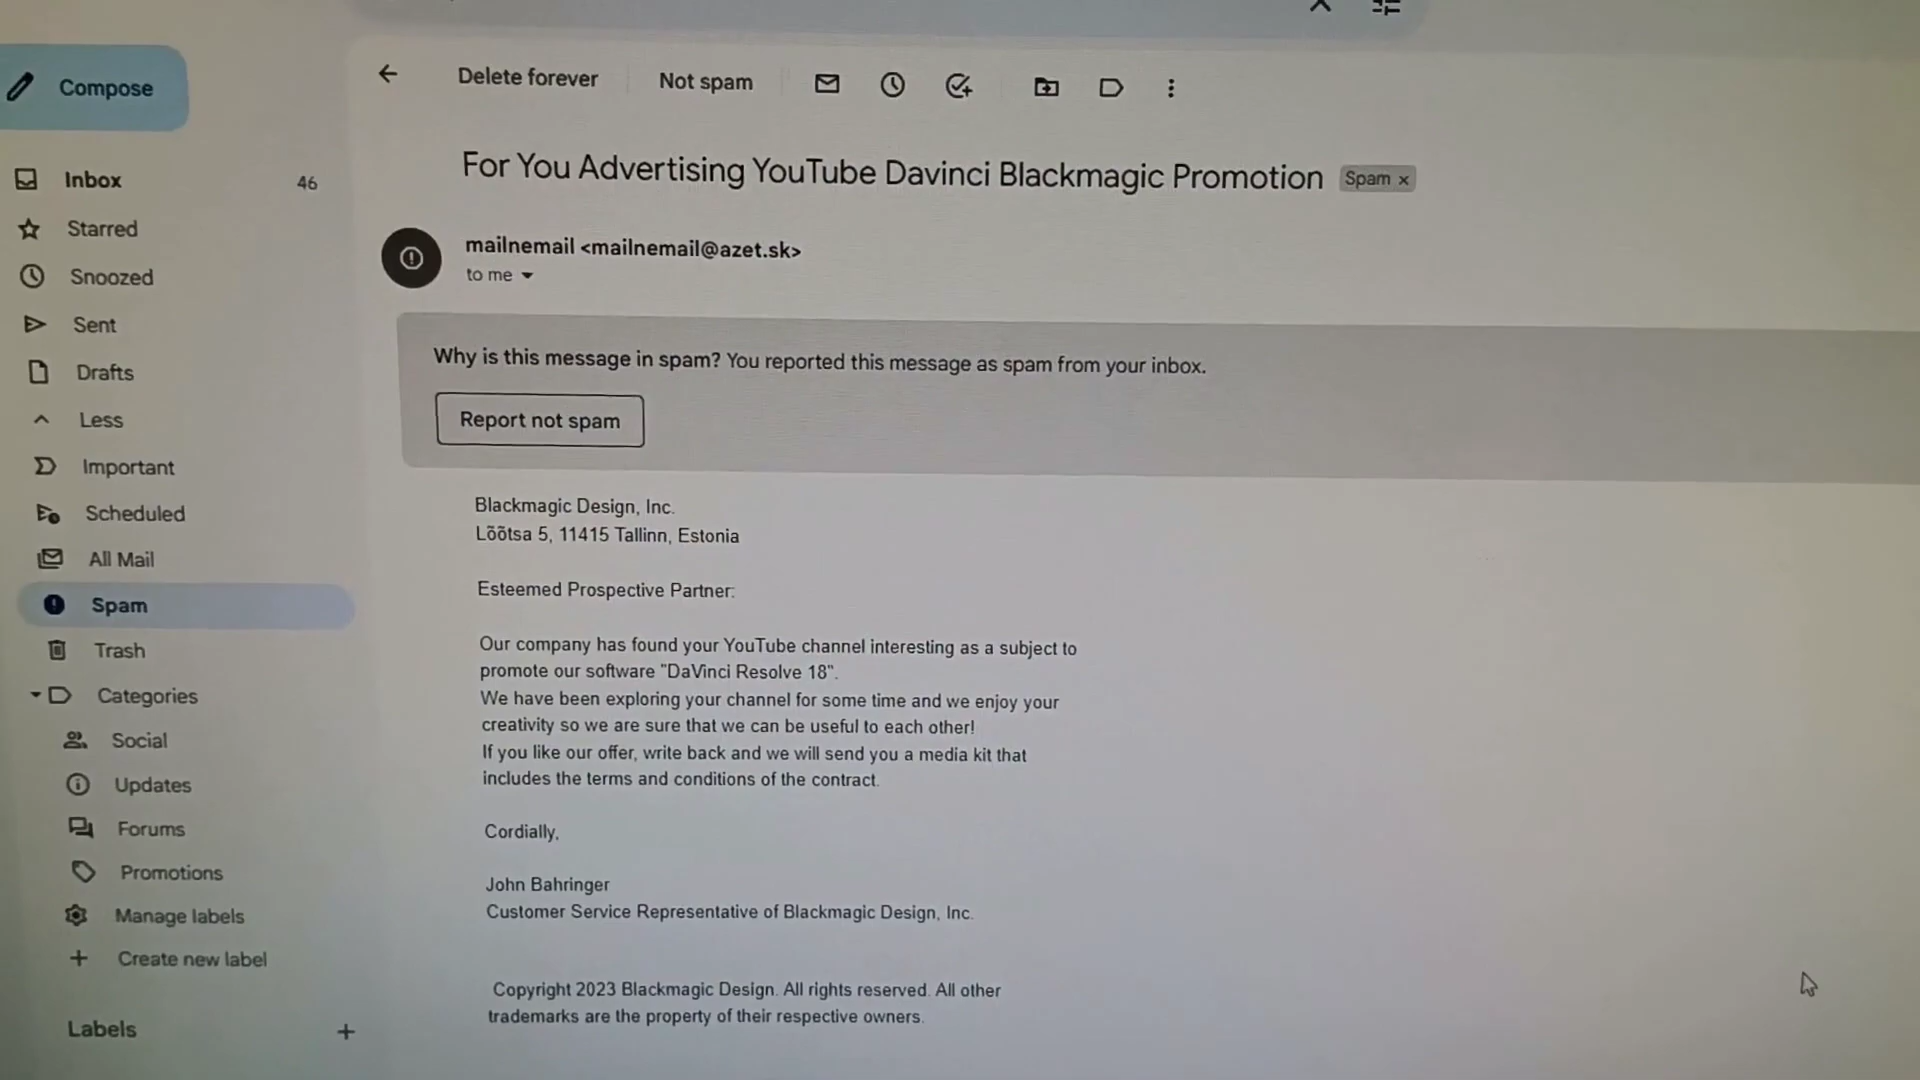 Compose
Delete forever
Not spam
For You Advertising YouTube Davinci Blackmagic Promotion
Spam x
Inbox
46
Starred
Snoozed
Sent
Drafts
Less
Important
Scheduled
All Mail
Spam
Trash
Categories
Social
Updates
Forums
Promotions
Manage labels
Create new label
Labels
mailnemail <mailnemail@azet.sk>
to me
Why is this message in spam? You reported this message as spam from your inbox.
Report not spam
Blackmagic Design, Inc.
Lõõtsa 5, 11415 Tallinn, Estonia
Esteemed Prospective Partner:
Our company has found your YouTube channel interesting as a subject to
promote our software "DaVinci Resolve 18".
We have been exploring your channel for some time and we enjoy your
creativity so we are sure that we can be useful to each other!
If you like our offer, write back and we will send you a media kit that
includes the terms and conditions of the contract.
Cordially,
John Bahringer
Customer Service Representative of Blackmagic Design, Inc.
Copyright 2023 Blackmagic Design. All rights reserved. All other
trademarks are the property of their respective owners.